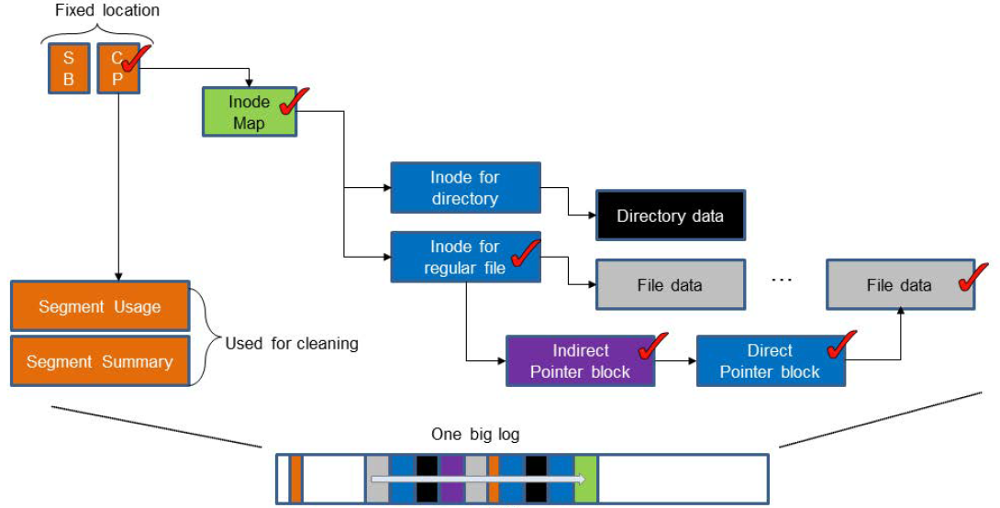 Fixed location
S
B
C
P
Inode
Map
Inode for
directory
Directory data
Inode for
regular file
File data
...
File data
Segment Usage
Segment Summary
Used for cleaning
Indirect
Pointer block
Direct
Pointer block
One big log